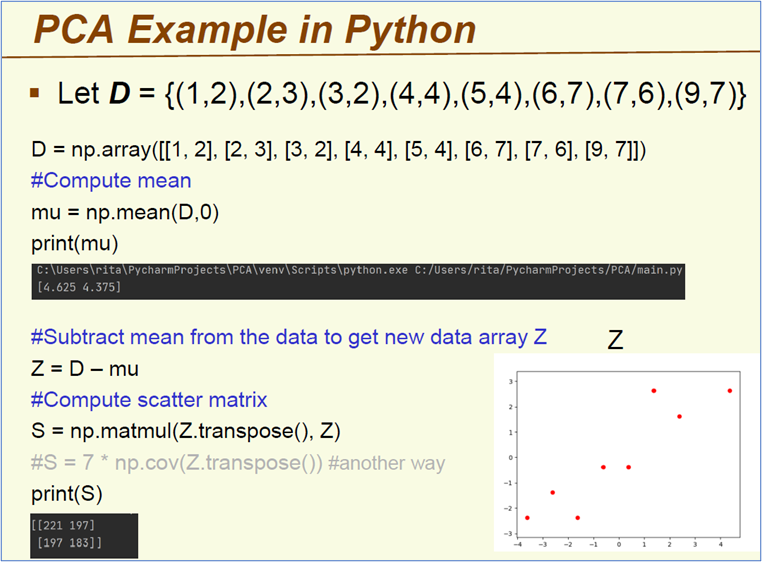 PCA Example in Python
▪ Let D = {(1,2),(2,3),(3,2),(4,4),(5,4),(6,7),(7,6),(9,7)}
D = np.array([[1, 2], [2, 3], [3, 2], [4, 4], [5, 4], [6, 7], [7, 6], [9, 7]])
#Compute mean
mu = np.mean(D,0)
print(mu)
C:\Users\rita\PycharmProjects\PCA\venv\Scripts\python.exe C:/Users/rita/PycharmProjects/PCA/main.py
[4.625 4.375]
#Subtract mean from the data to get new data array Z
Z = D – mu
#Compute scatter matrix
S = np.matmul(Z.transpose(), Z)
#S = 7 * np.cov(Z.transpose()) #another way
print(S)
[[221 197]
[197 183]]
Z
3
2
1
0
−1
−2
−3
−4 −3 −2 −1 0 1 2 3 4